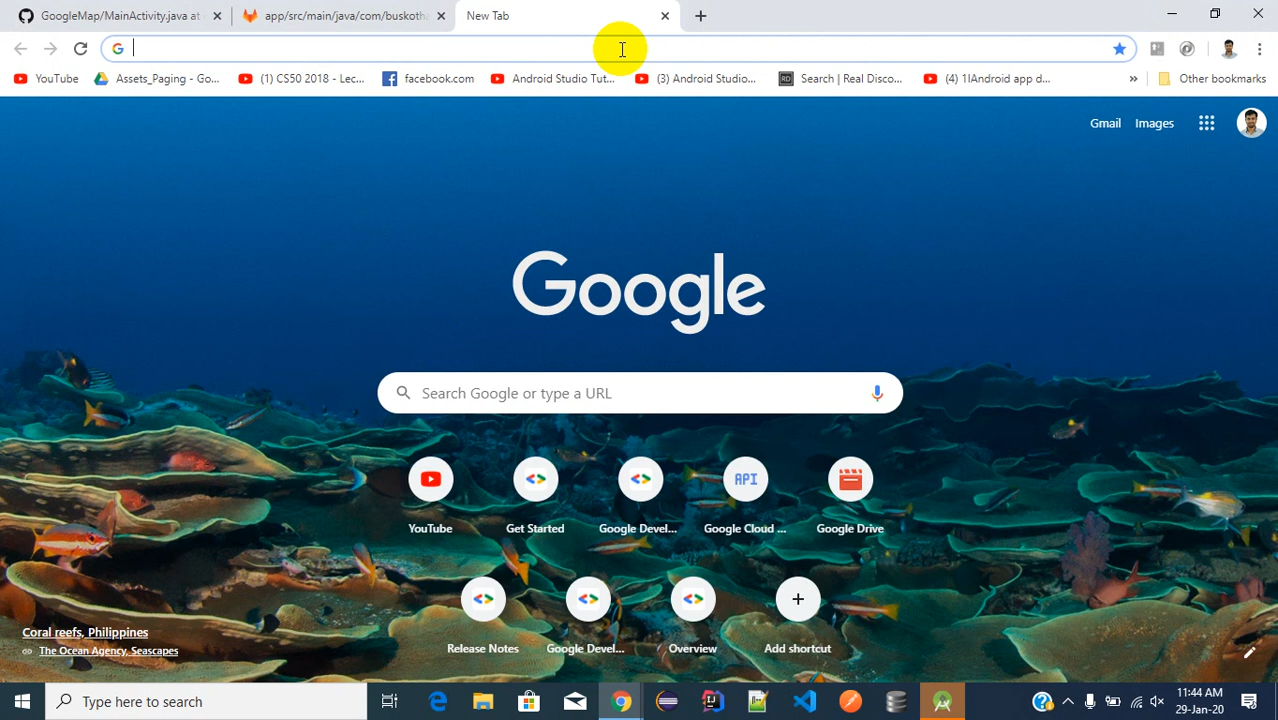 GoogleMap/MainActivity.java at
app/src/main/java/com/buskoth
New Tab
YouTube
Assets_Paging - Go...
(1) CS50 2018 - Lec...
facebook.com
Android Studio Tut...
(3) Android Studio...
RD
Search | Real Disco...
(4) 1lAndroid app d...
»
Other bookmarks
Gmail
Images
Google
Search Google or type a URL
API
YouTube
Get Started
Google Devel...
Google Cloud ...
Google Drive
Release Notes
Google Devel...
Overview
Add shortcut
Coral reefs, Philippines
The Ocean Agency, Seascapes
Type here to search
11:44 AM
29-Jan-20